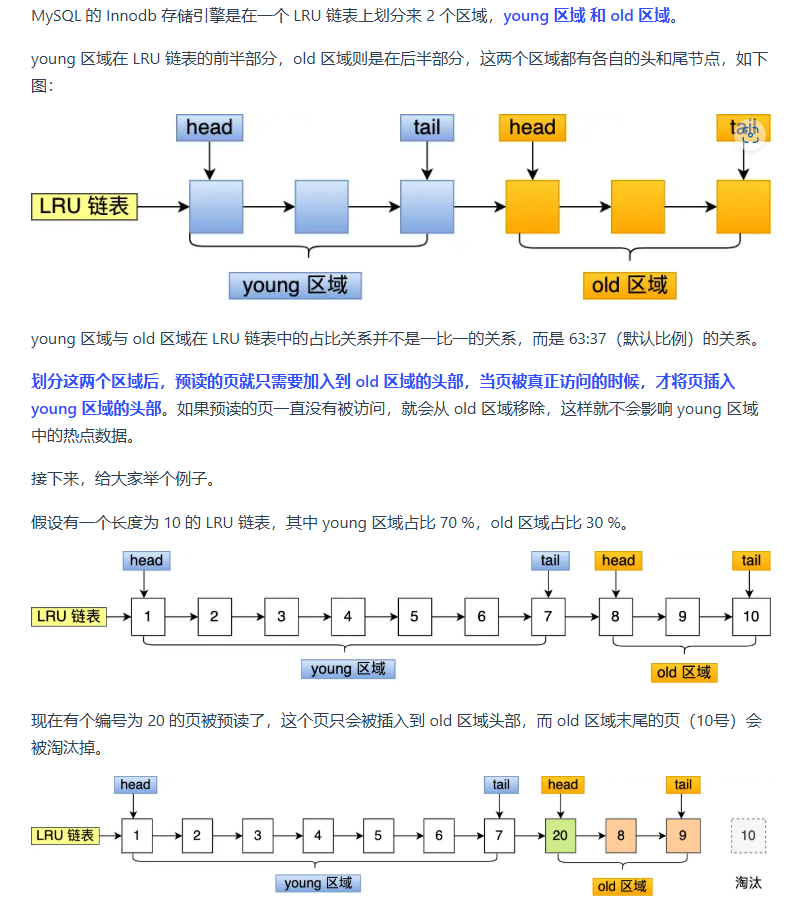 MySQL 的 Innodb 存储引擎是在一个 LRU 链表上划分来 2 个区域，young 区域 和 old 区域。
young 区域在 LRU 链表的前半部分，old 区域则是在后半部分，这两个区域都有各自的头和尾节点，如下
图：
head
tail
head
tail
LRU 链表
young 区域
old 区域
young 区域与 old 区域在 LRU 链表中的占比关系并不是一比一的关系，而是 63:37（默认比例）的关系。
划分这两个区域后，预读的页就只需要加入到 old 区域的头部，当页被真正访问的时候，才将页插入
young 区域的头部。如果预读的页一直没有被访问，就会从 old 区域移除，这样就不会影响 young 区域
中的热点数据。
接下来，给大家举个例子。
假设有一个长度为 10 的 LRU 链表，其中 young 区域占比 70 %，old 区域占比 30 %。
head
tail
head
tail
LRU 链表
1
2
3
4
5
6
7
8
9
10
young 区域
old 区域
现在有个编号为 20 的页被预读了，这个页只会被插入到 old 区域头部，而 old 区域末尾的页（10号）会
被淘汰掉。
head
tail
head
tail
LRU 链表
1
2
3
4
5
6
7
20
8
9
10
young 区域
old 区域
淘汰